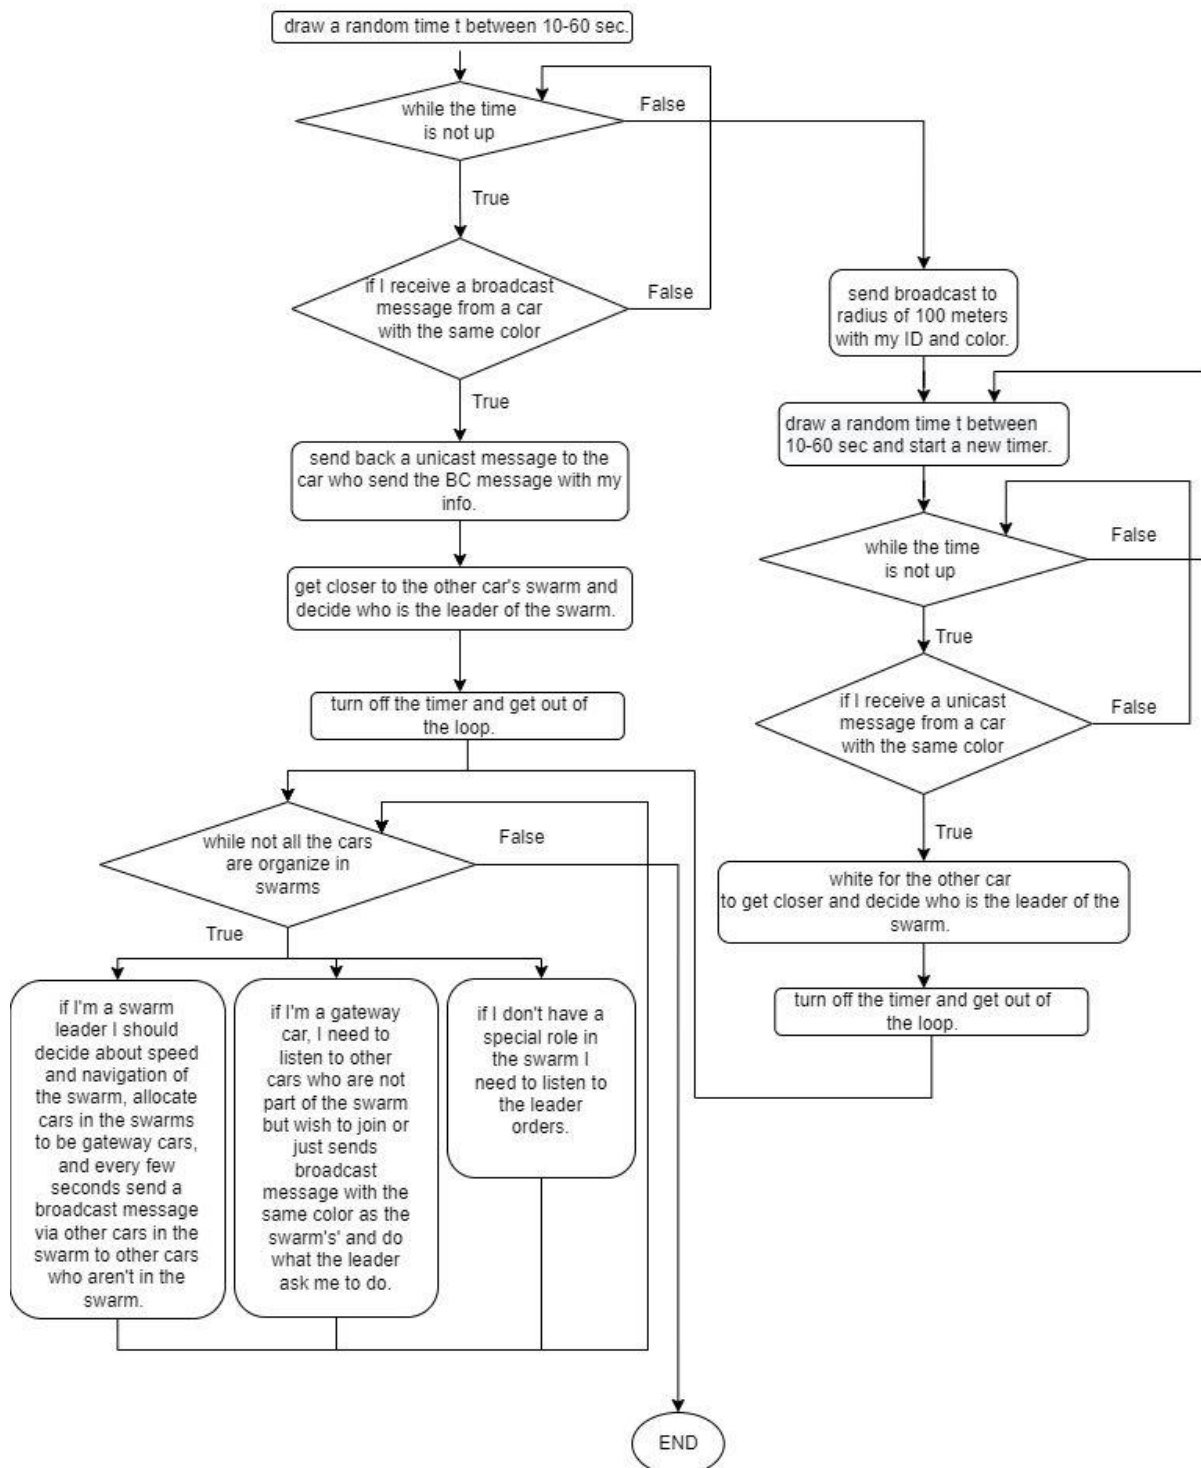 draw a random time t between 10-60 sec.
while the time
is not up
False
True
if I receive a broadcast
message from a car
with the same color
False
True
send back a unicast message to the
car who send the BC message with my
info.
get closer to the other car's swarm and
decide who is the leader of the swarm.
turn off the timer and get out of
the loop.
send broadcast to
radius of 100 meters
with my ID and color.
draw a random time t between
10-60 sec and start a new timer.
while the time
is not up
False
True
if I receive a unicast
message from a car
with the same color
False
True
white for the other car
to get closer and decide who is the leader of the
swarm.
turn off the timer and get out of
the loop.
while not all the cars
are organize in
swarms
False
True
if I'm a swarm
leader I should
decide about speed
and navigation of
the swarm, allocate
cars in the swarms
to be gateway cars,
and every few
seconds send a
broadcast message
via other cars in the
swarm to other cars
who aren't in the
swarm.
if I'm a gateway
car, I need to
listen to other
cars who are not
part of the swarm
but wish to join or
just sends
broadcast
message with the
same color as the
swarm's' and do
what the leader
ask me to do.
if I don't have a
special role in
the swarm I
need to listen to
the leader
orders.
END